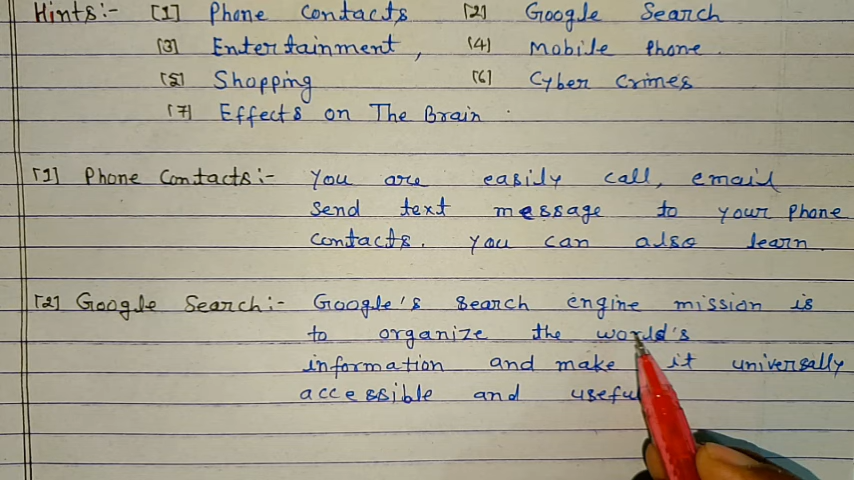 Hints:- [1] Phone Contacts [2] Google Search
[3] Entertainment, [4] Mobile Phone.
[5] Shopping [6] Cyber Crimes
[7] Effects on The Brain.
[1] Phone Contacts:- You are easily call, email
Send text message to your Phone
Contacts. You can also learn.
[2] Google Search:- Google's search engine mission is
to organize the world's
information and make it universally
accessible and useful